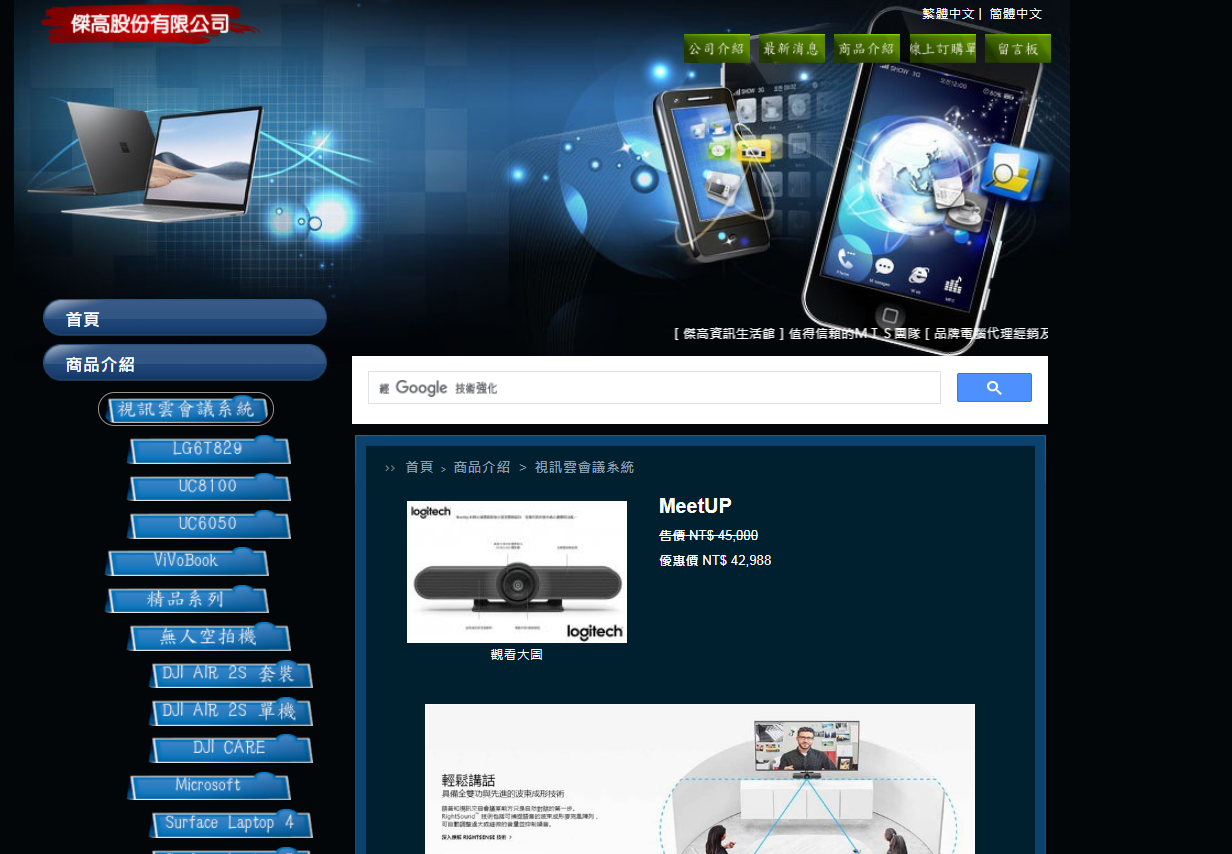 傑高股份有限公司
繁體中文 | 簡體中文
公司介紹 最新消息 商品介紹 線上訂購單 留言板
[ 傑高資訊生活館 ] 值得信賴的ＭＩＳ團隊 [ 品牌電腦代理經銷及
首頁
商品介紹
視訊雲會議系統
LG6T829
UC8100
UC6050
ViVoBook
精品系列
無人空拍機
DJI AIR 2S 套裝
DJI AIR 2S 單機
DJI CARE
Microsoft
Surface Laptop 4
經 Google 技術強化
>> 首頁 > 商品介紹 > 視訊雲會議系統
logitech
logitech
觀看大圖
MeetUP
售價 NT$ 45,000
優惠價 NT$ 42,988
輕鬆講話
具備全雙功與先進的波束成形技術
深入瞭解 RIGHTSENSE 技術 >